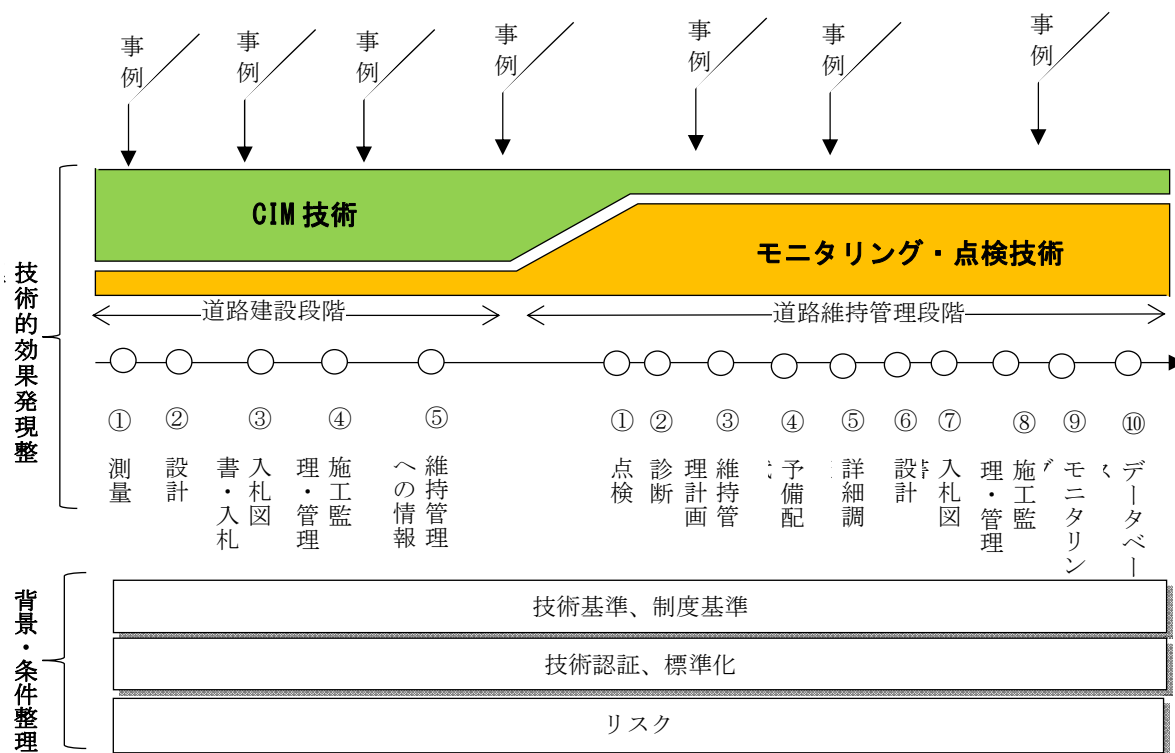 事例
事例
事例
事例
事例
事例
事例
CIM 技術
モニタリング・点検技術
道路建設段階
道路維持管理段階
技術的効果発現整
①
測量
②
設計
③
入札図
書・入札
④
施工監
理・管理
⑤
維持管理
への情報
①
点検
②
診断
③
維持管
理計画
④
予備配
⑤
詳細調
⑥
設計
⑦
入札図
⑧
施工監
理・管理
⑨
モニタリン
⑩
データベー
ス
背景・条件整理
技術基準、制度基準
技術認証、標準化
リスク